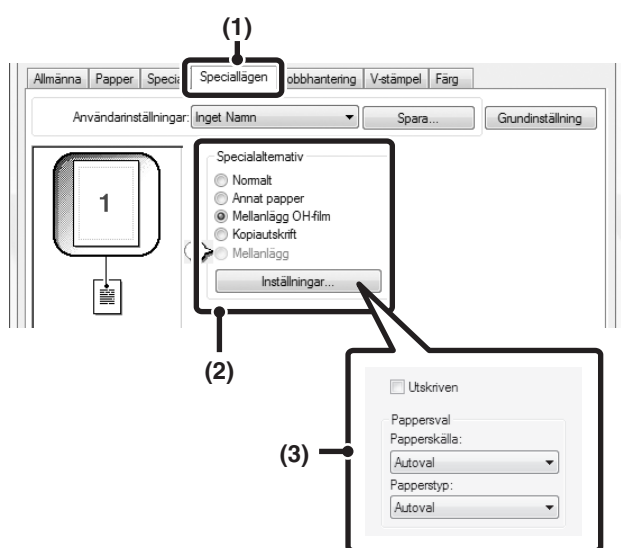 (1)
Allmänna Papper Specia Speciallägen obbhantering V-stämpel Färg
Användarinställningar: Inget Namn Spara... Grundinställning
Specialalternativ
1
Normalt
Annat papper
Mellanlägg OH-film
Kopiautskrift
Mellanlägg
Inställningar...
(2)
Utskriven
Pappersval
Papperskälla:
(3)
Autoval
Papperstyp:
Autoval